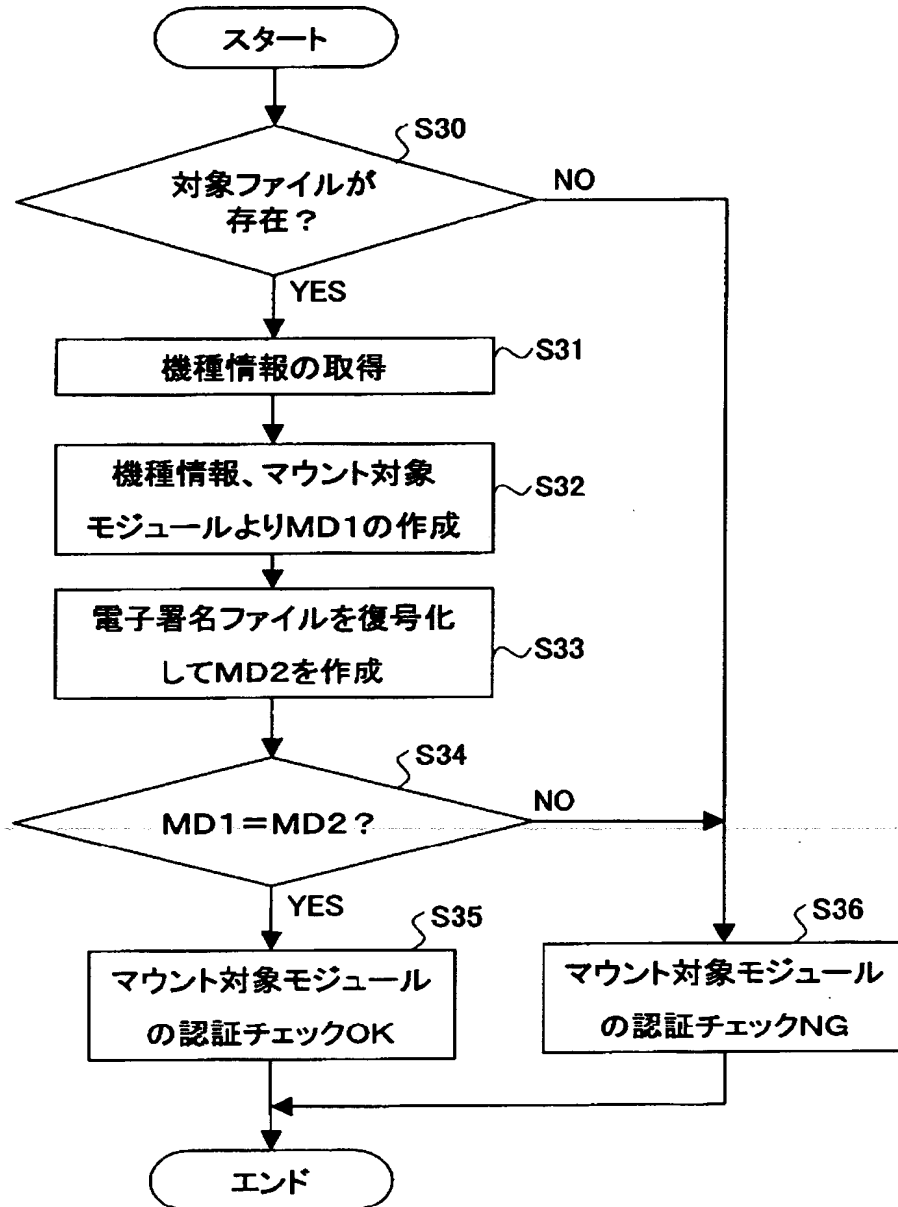 スタート
S30
対象ファイルが
存在？
NO
YES
機種情報の取得
S31
機種情報、マウント対象
モジュールよりMD1の作成
S32
電子署名ファイルを復号化
してMD2を作成
S33
S34
MD1＝MD2？
NO
YES
S35
マウント対象モジュール
の認証チェックOK
S36
マウント対象モジュール
の認証チェックNG
エンド